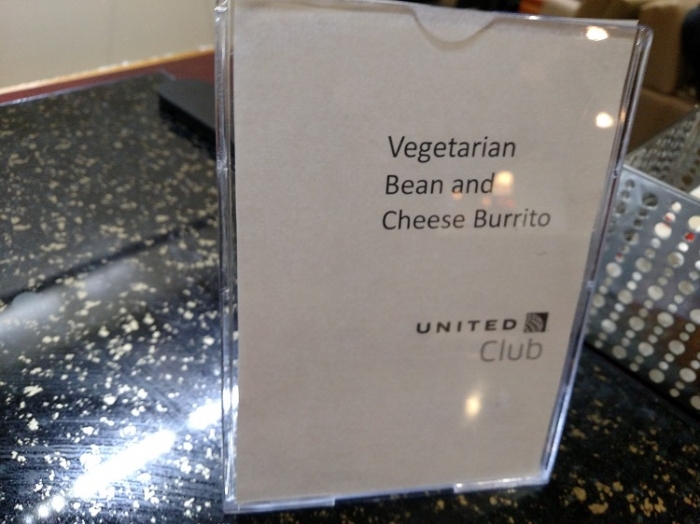 Vegetarian
Bean and
Cheese Burrito
UNITED
Club